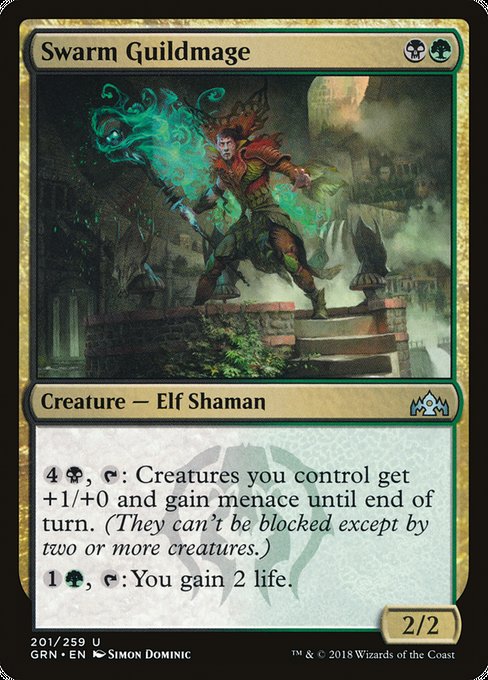 Swarm Guildmage
Creature — Elf Shaman
4, : Creatures you control get
+1/+0 and gain menace until end of
turn. (They can't be blocked except by
two or more creatures.)
1, : You gain 2 life.
2/2
201/259 U
GRN • EN Simon Dominic
™ & © 2018 Wizards of the Coast